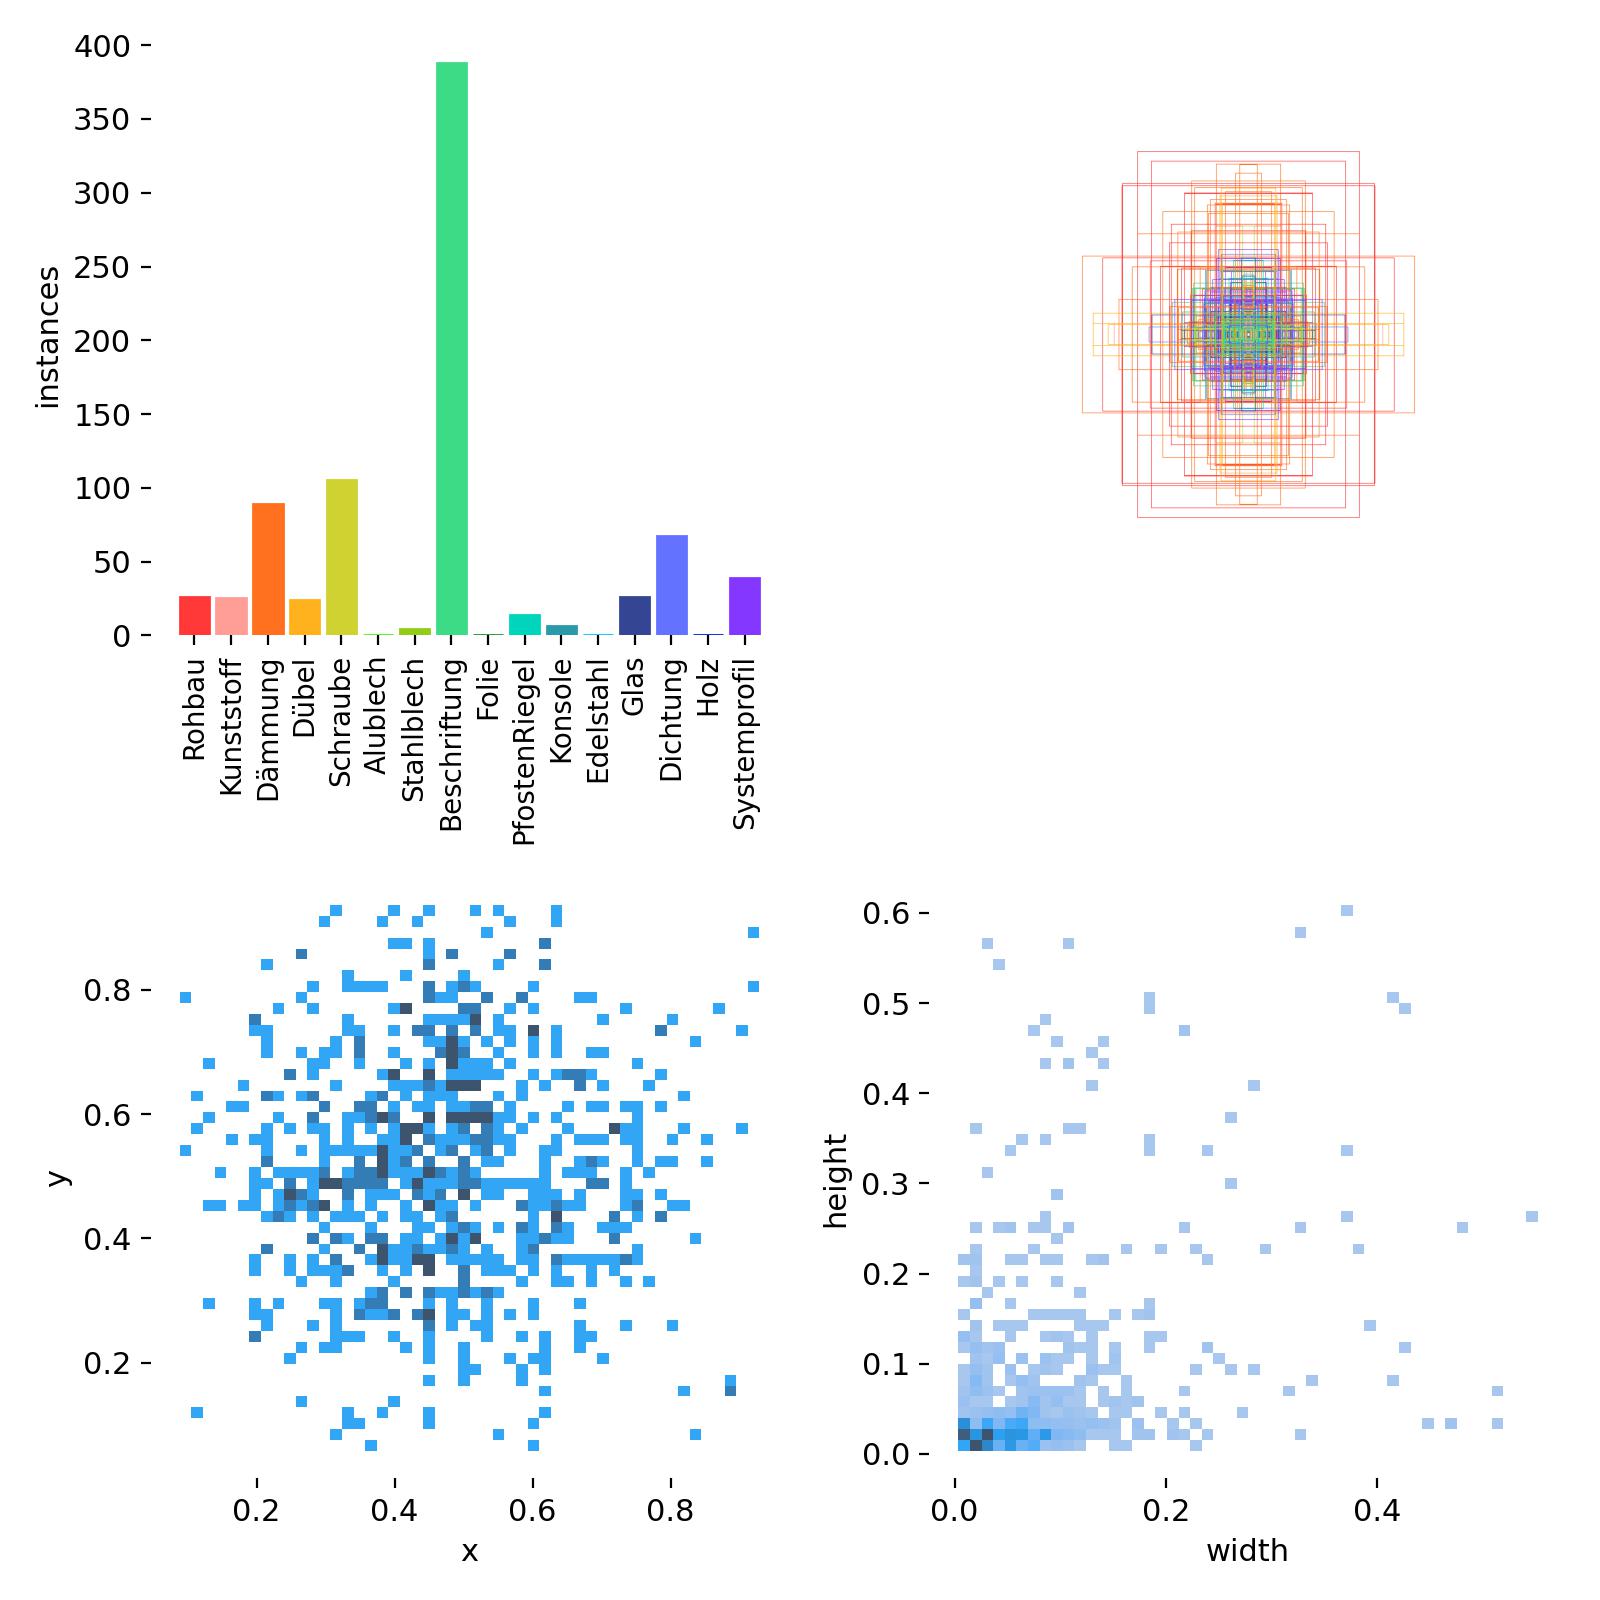 400
350
300
250
200
150
100
50
0
instances
Rohbau
Kunststoff
Dämmung
Dübel
Schraube
Alublech
Stahlblech
Beschriftung
Folie
PfostenRiegel
Konsole
Edelstahl
Glas
Dichtung
Holz
Systemprofil
0.8
0.6
0.4
0.2
y
0.2 0.4 0.6 0.8
x
0.6
0.5
0.4
0.3
0.2
0.1
0.0
height
0.0 0.2 0.4
width